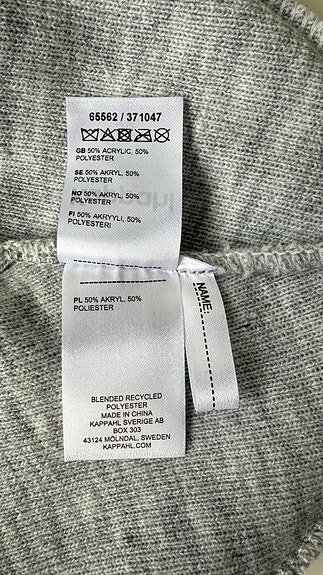 65562 / 371047
GB 50% ACRYLIC, 50%
POLYESTER
SE 50% AKRYL, 50%
POLYESTER
NO 50% AKRYL, 50%
POLYESTER
FI 50% AKRYYLI, 50%
POLYESTERI
PL 50% AKRYL, 50%
POLIESTER
NAME:
BLENDED RECYCLED
POLYESTER
MADE IN CHINA
KAPPAHL SVERIGE AB
BOX 303
43124 MÖLNDAL, SWEDEN
KAPPAHL.COM